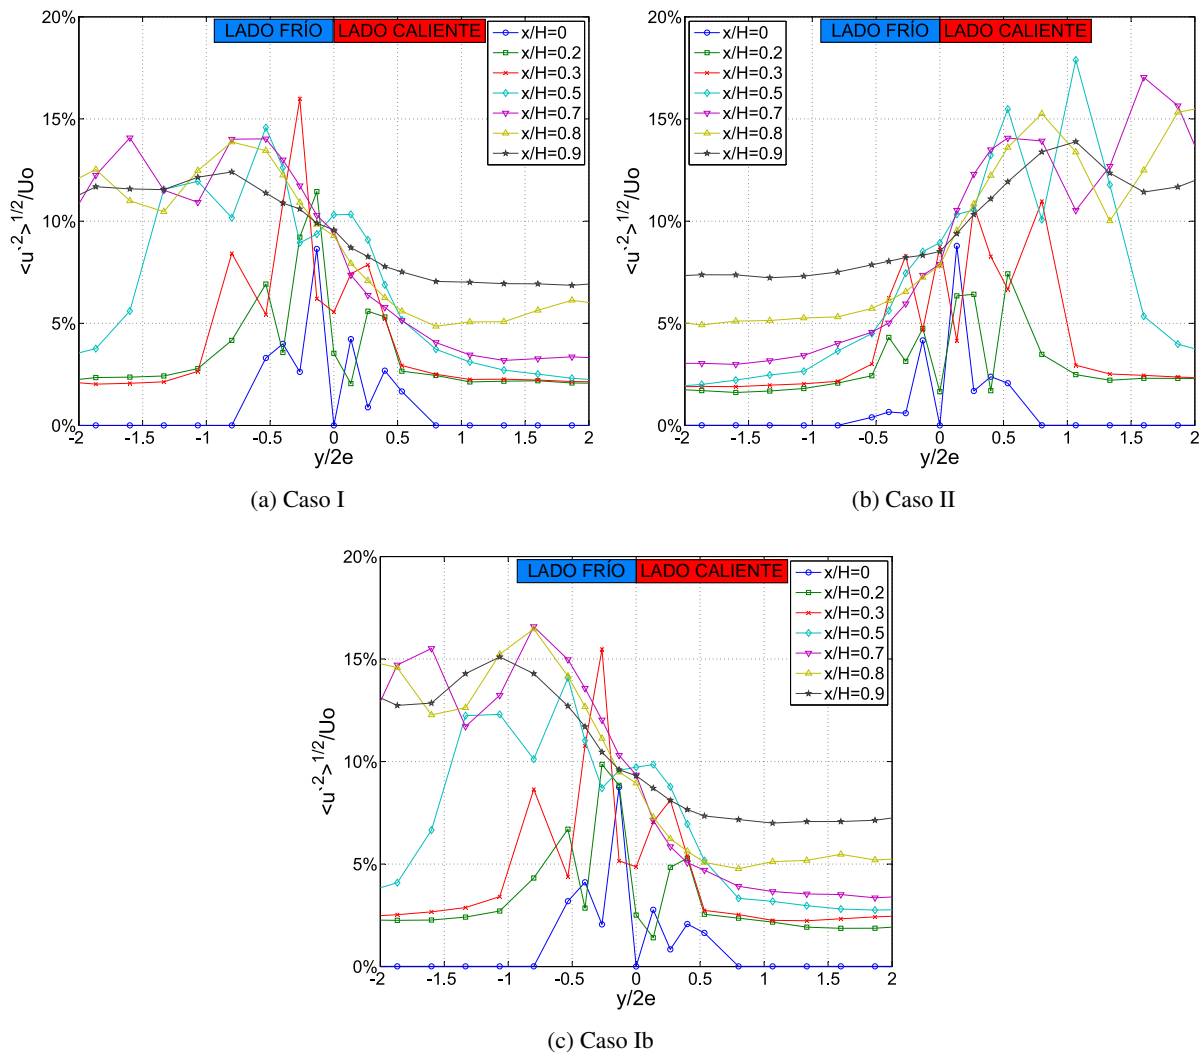 20%
15%
10%
5%
0%
<u`²>^1/2/Uo
LADO FRÍO LADO CALIENTE
x/H=0
x/H=0.2
x/H=0.3
x/H=0.5
x/H=0.7
x/H=0.8
x/H=0.9
-2 -1.5 -1 -0.5 0 0.5 1 1.5 2
y/2e
(a) Caso I
20%
15%
10%
5%
0%
<u`²>^1/2/Uo
LADO FRÍO LADO CALIENTE
x/H=0
x/H=0.2
x/H=0.3
x/H=0.5
x/H=0.7
x/H=0.8
x/H=0.9
-2 -1.5 -1 -0.5 0 0.5 1 1.5 2
y/2e
(b) Caso II
20%
15%
10%
5%
0%
<u`²>^1/2/Uo
LADO FRÍO LADO CALIENTE
x/H=0
x/H=0.2
x/H=0.3
x/H=0.5
x/H=0.7
x/H=0.8
x/H=0.9
-2 -1.5 -1 -0.5 0 0.5 1 1.5 2
y/2e
(c) Caso Ib